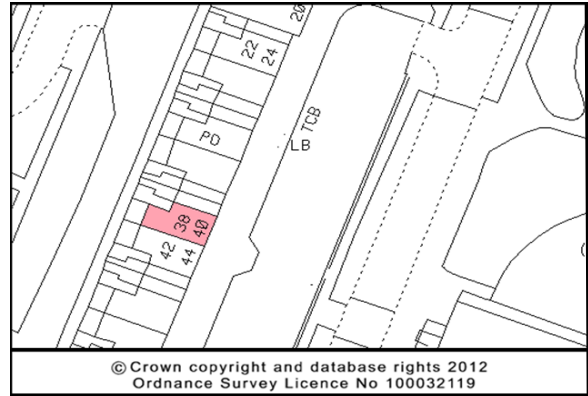 20
22
24
PD
TCB
LB
38
40
42
44
© Crown copyright and database rights 2012
Ordnance Survey Licence No 100032119